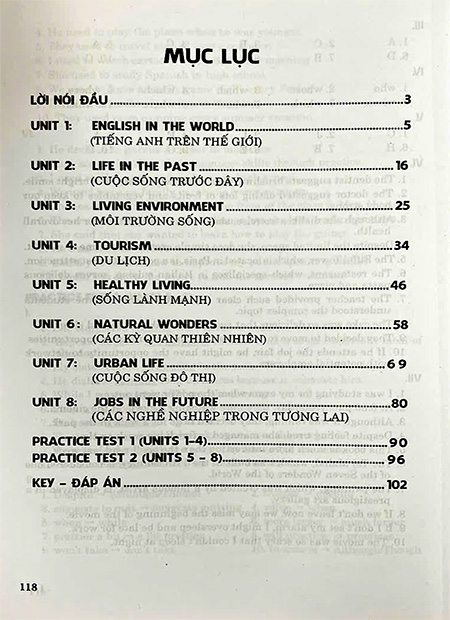 MỤC LỤC
LỜI NÓI ĐẦU......3
UNIT 1: ENGLISH IN THE WORLD......5
(TIẾNG ANH TRÊN THẾ GIỚI)
UNIT 2: LIFE IN THE PAST......16
(CUỘC SỐNG TRƯỚC ĐÂY)
UNIT 3: LIVING ENVIRONMENT......25
(MÔI TRƯỜNG SỐNG)
UNIT 4: TOURISM......34
(DU LỊCH)
UNIT 5: HEALTHY LIVING......46
(SỐNG LÀNH MẠNH)
UNIT 6: NATURAL WONDERS......58
(CÁC KỲ QUAN THIÊN NHIÊN)
UNIT 7: URBAN LIFE......69
(CUỘC SỐNG ĐÔ THỊ)
UNIT 8: JOBS IN THE FUTURE......80
(CÁC NGHỀ NGHIỆP TRONG TƯƠNG LAI)
PRACTICE TEST 1 (UNITS 1–4)......90
PRACTICE TEST 2 (UNITS 5 – 8)......96
KEY – ĐÁP ÁN......102
118